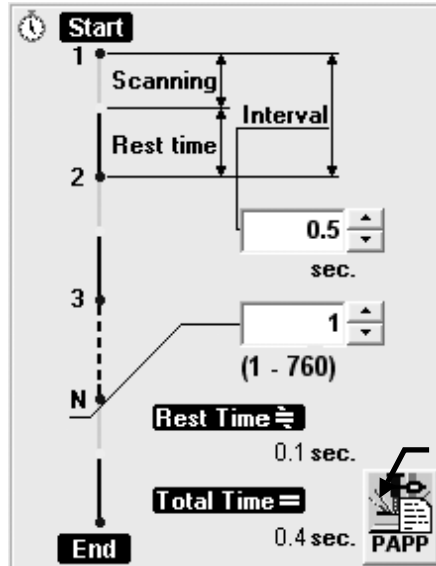 Start
1
Scanning
Interval
Rest time
2
0.5
sec.
3
1
(1 - 760)
N
Rest Time ≒
0.1 sec.
Total Time =
0.4 sec.
End
PAPP